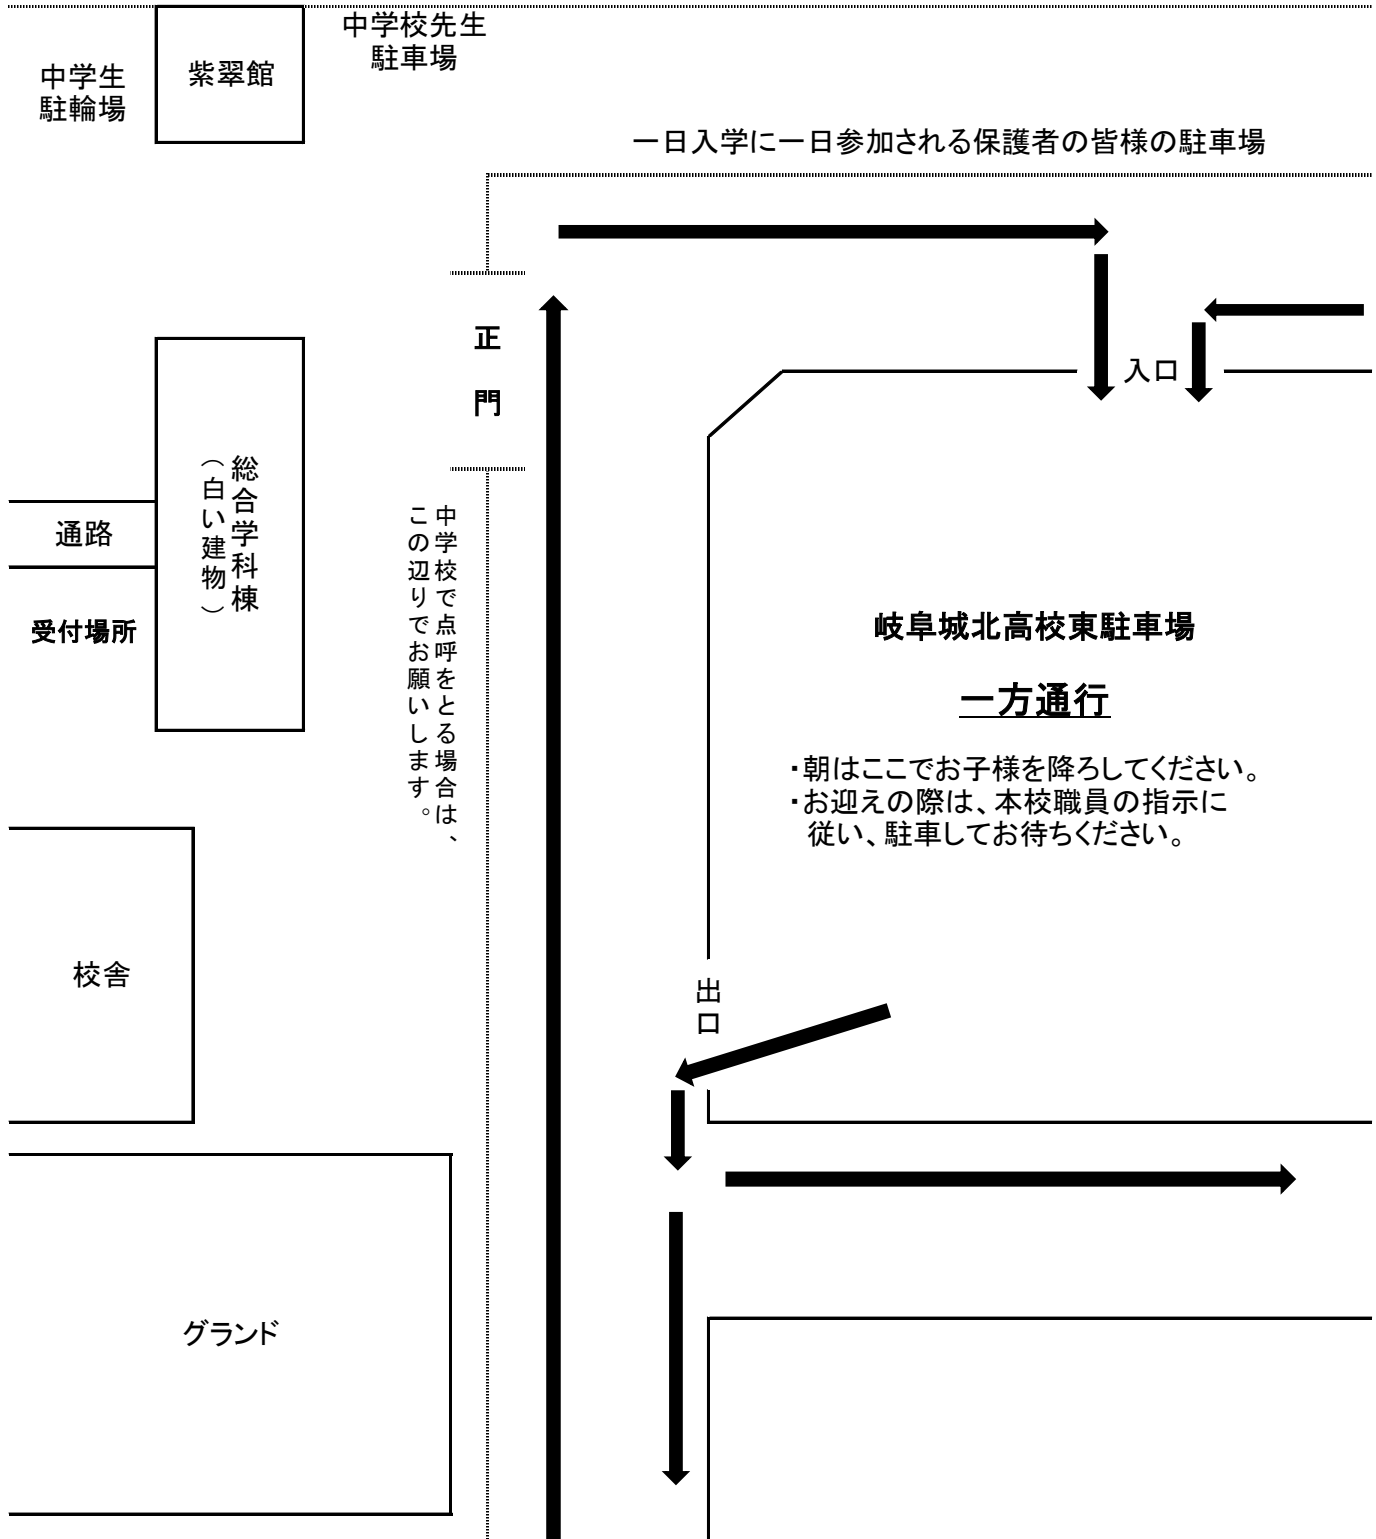 中学校先生
駐車場
中学生
駐輪場
紫翠館
一日入学に一日参加される保護者の皆様の駐車場
正門
入口
総合学科棟
（白い建物）
通路
受付場所
中学校で点呼をとる場合は、
この辺りでお願いします。
岐阜城北高校東駐車場
一方通行
・朝はここでお子様を降ろしてください。
・お迎えの際は、本校職員の指示に
従い、駐車してお待ちください。
校舎
出口
グランド